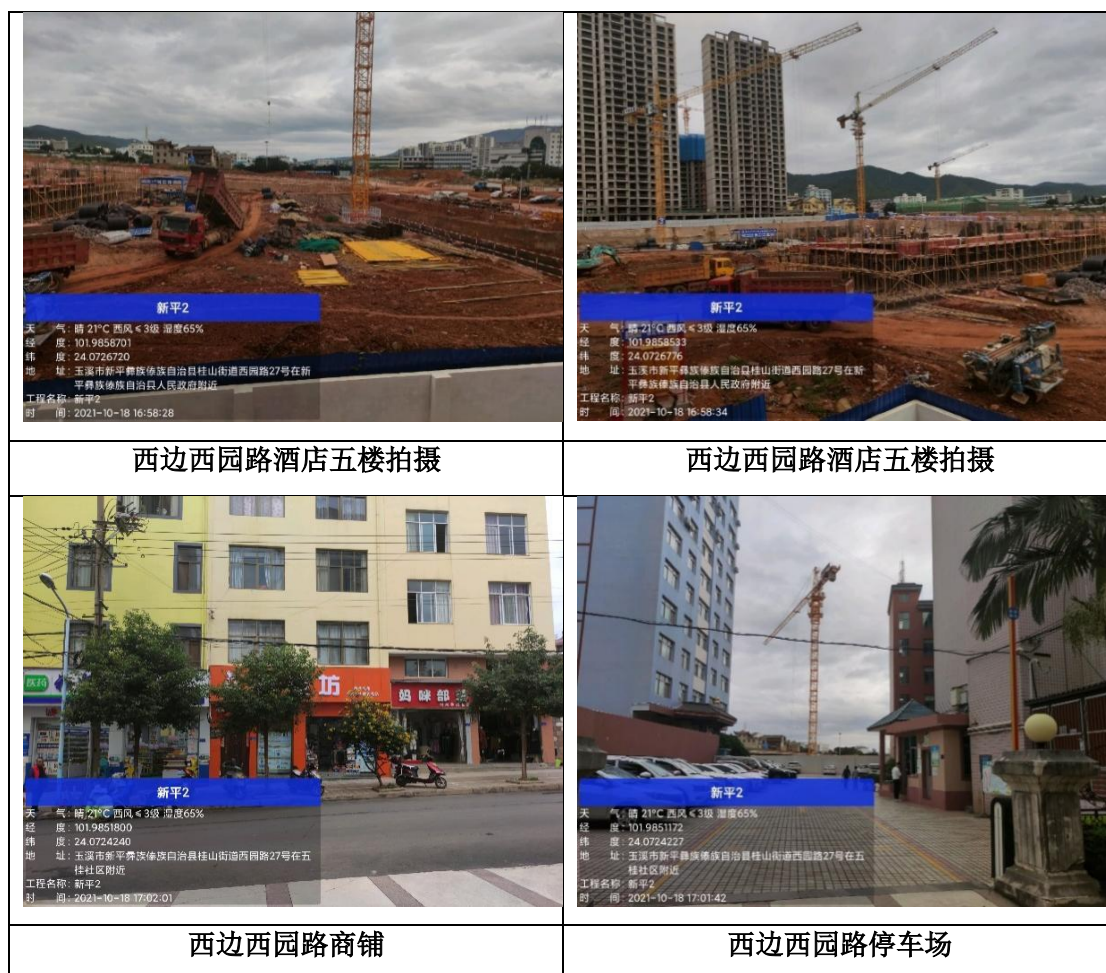 新平2
天 气: 晴 21℃ 西风≤3级 湿度65%
经 度: 101.9858701
纬 度: 24.0726720
地 址: 玉溪市新平彝族傣族自治县桂山街道西园路27号在新
平彝族傣族自治县人民政府附近
工程名称: 新平2
时 间: 2021-10-18 16:58:28
新平2
天 气: 晴 21℃ 西风≤3级 湿度65%
经 度: 101.9858533
纬 度: 24.0726776
地 址: 玉溪市新平彝族傣族自治县桂山街道西园路27号在新
平彝族傣族自治县人民政府附近
工程名称: 新平2
时 间: 2021-10-18 16:58:34
西边西园路酒店五楼拍摄
西边西园路酒店五楼拍摄
医药
坊
妈咪部
新平2
天 气: 晴 21℃ 西风≤3级 湿度65%
经 度: 101.9851800
纬 度: 24.0724240
地 址: 玉溪市新平彝族傣族自治县桂山街道西园路27号在五
桂社区附近
工程名称: 新平2
时 间: 2021-10-18 17:02:01
新平2
天 气: 晴 21℃ 西风≤3级 湿度65%
经 度: 101.9851172
纬 度: 24.0724227
地 址: 玉溪市新平彝族傣族自治县桂山街道西园路27号在五
桂社区附近
工程名称: 新平2
时 间: 2021-10-18 17:01:42
西边西园路商铺
西边西园路停车场